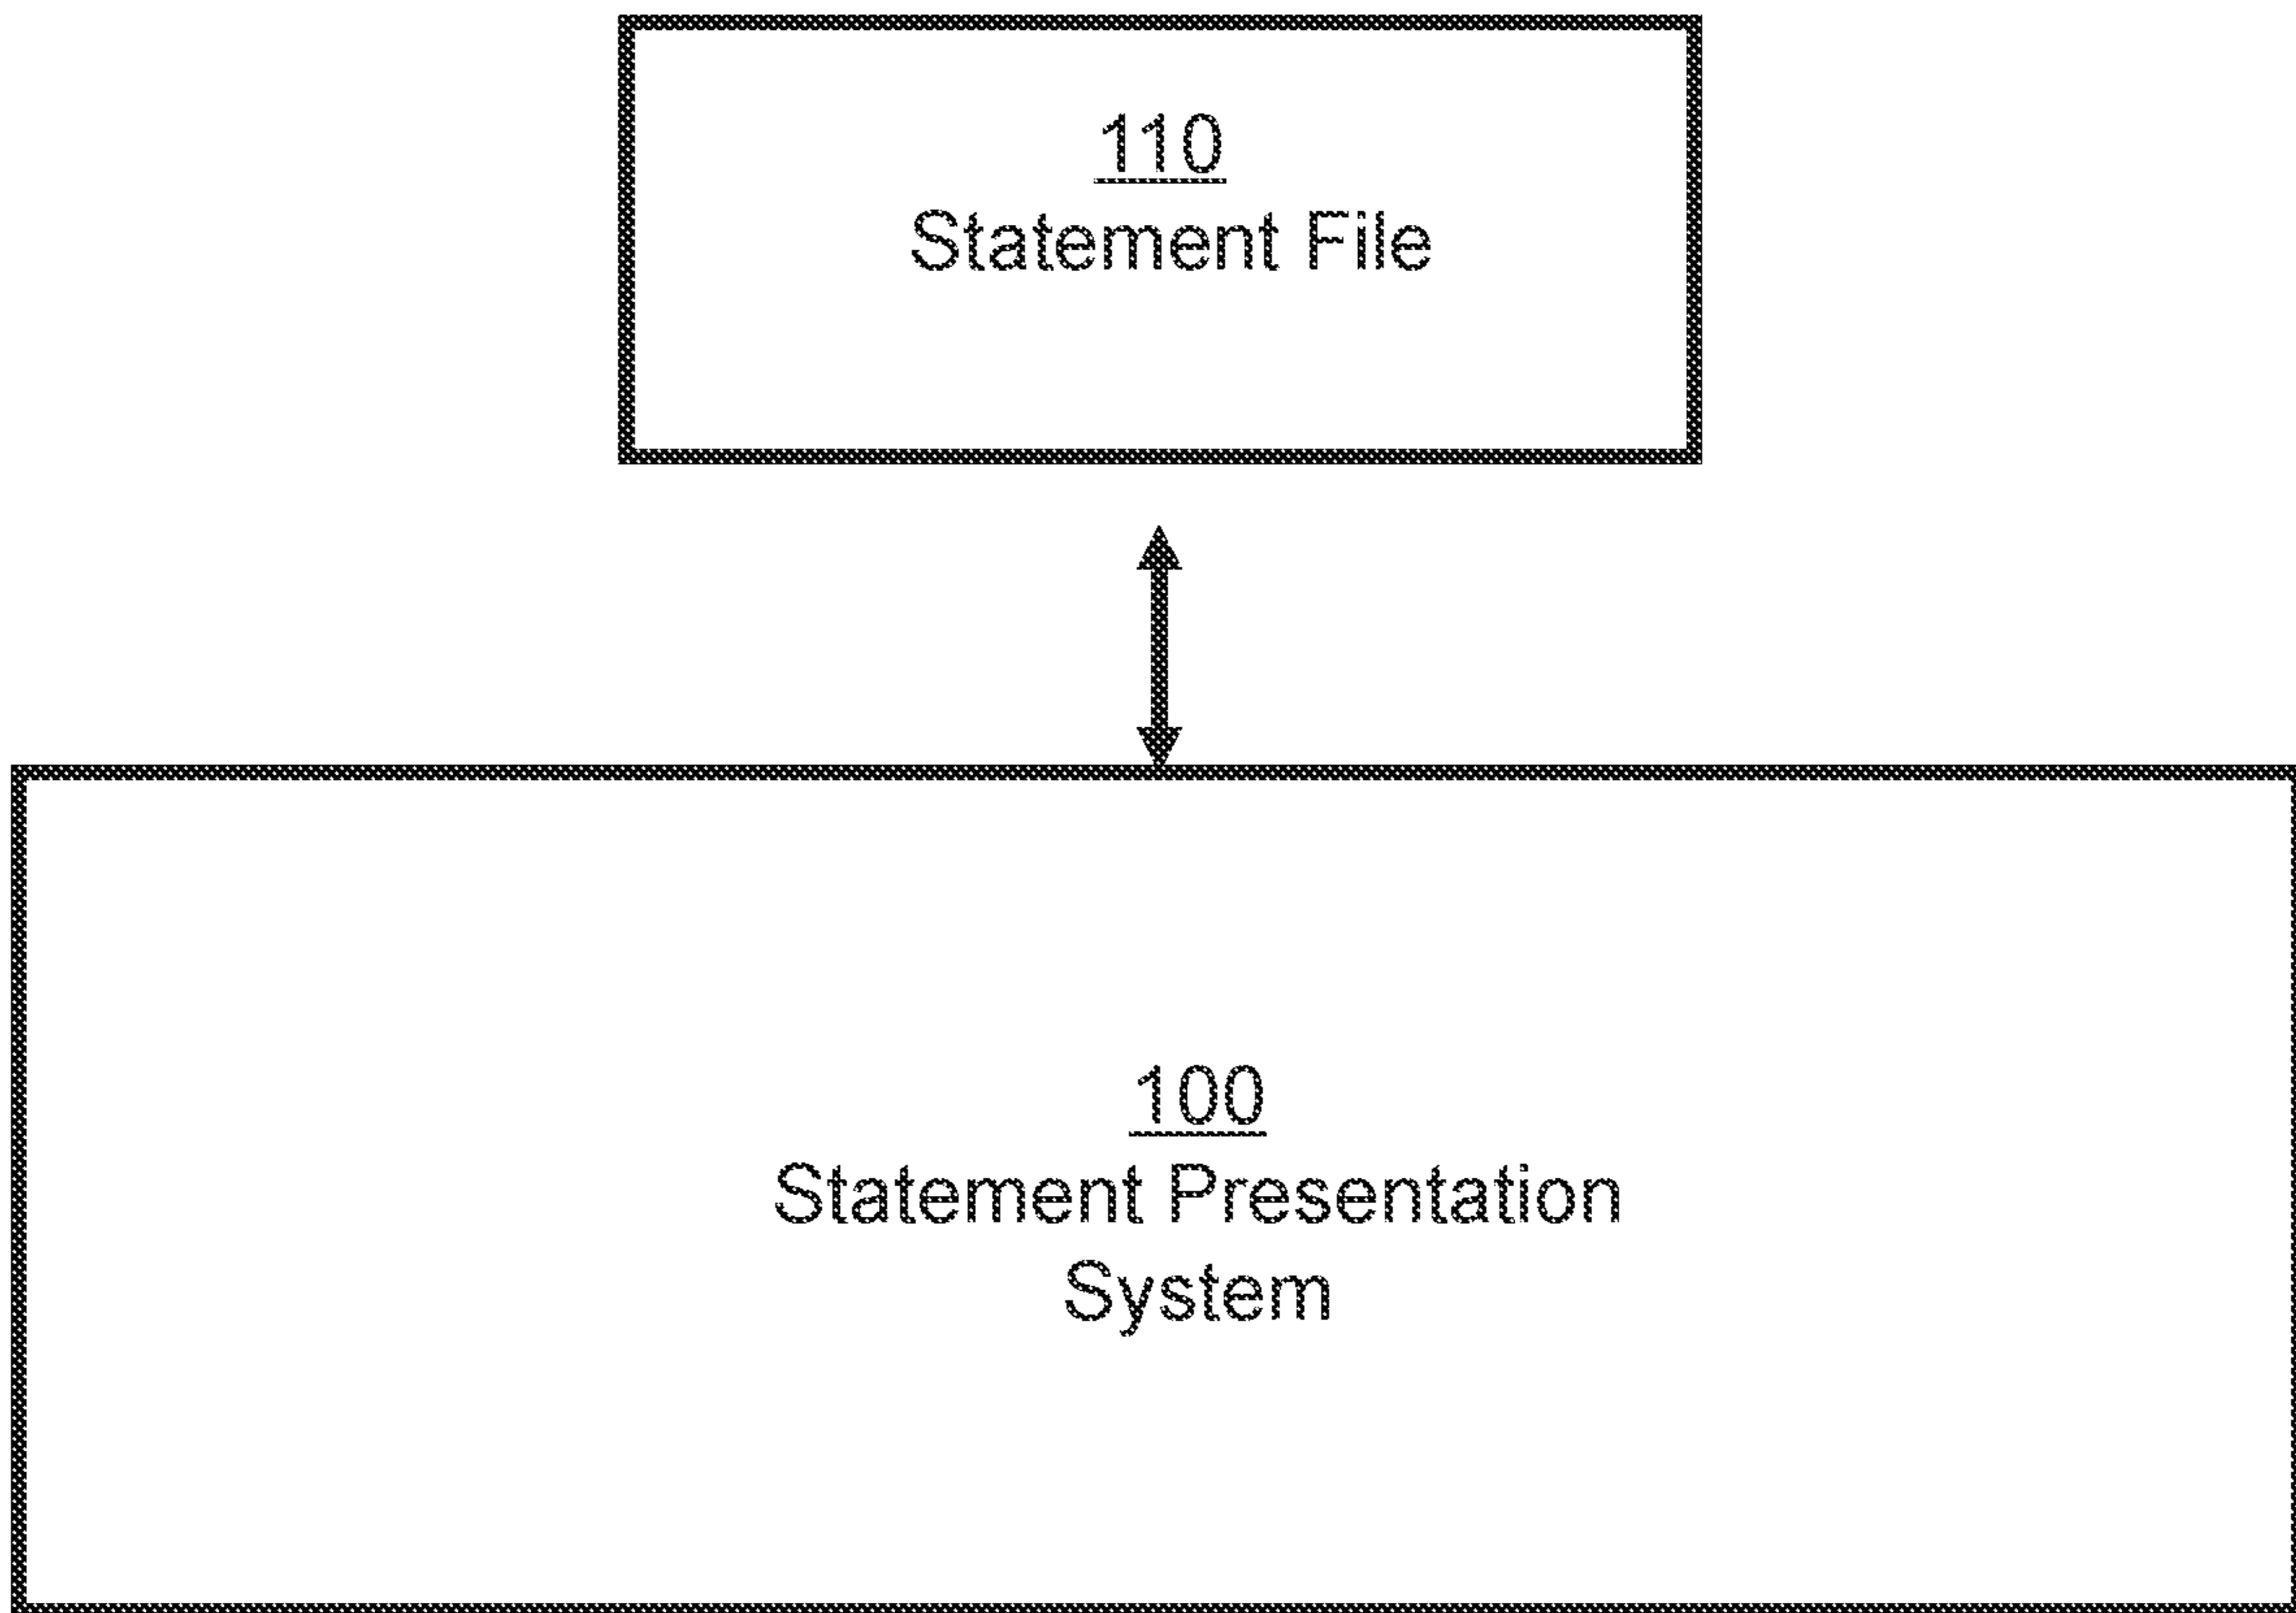 110
Statement File
100
Statement Presentation
System